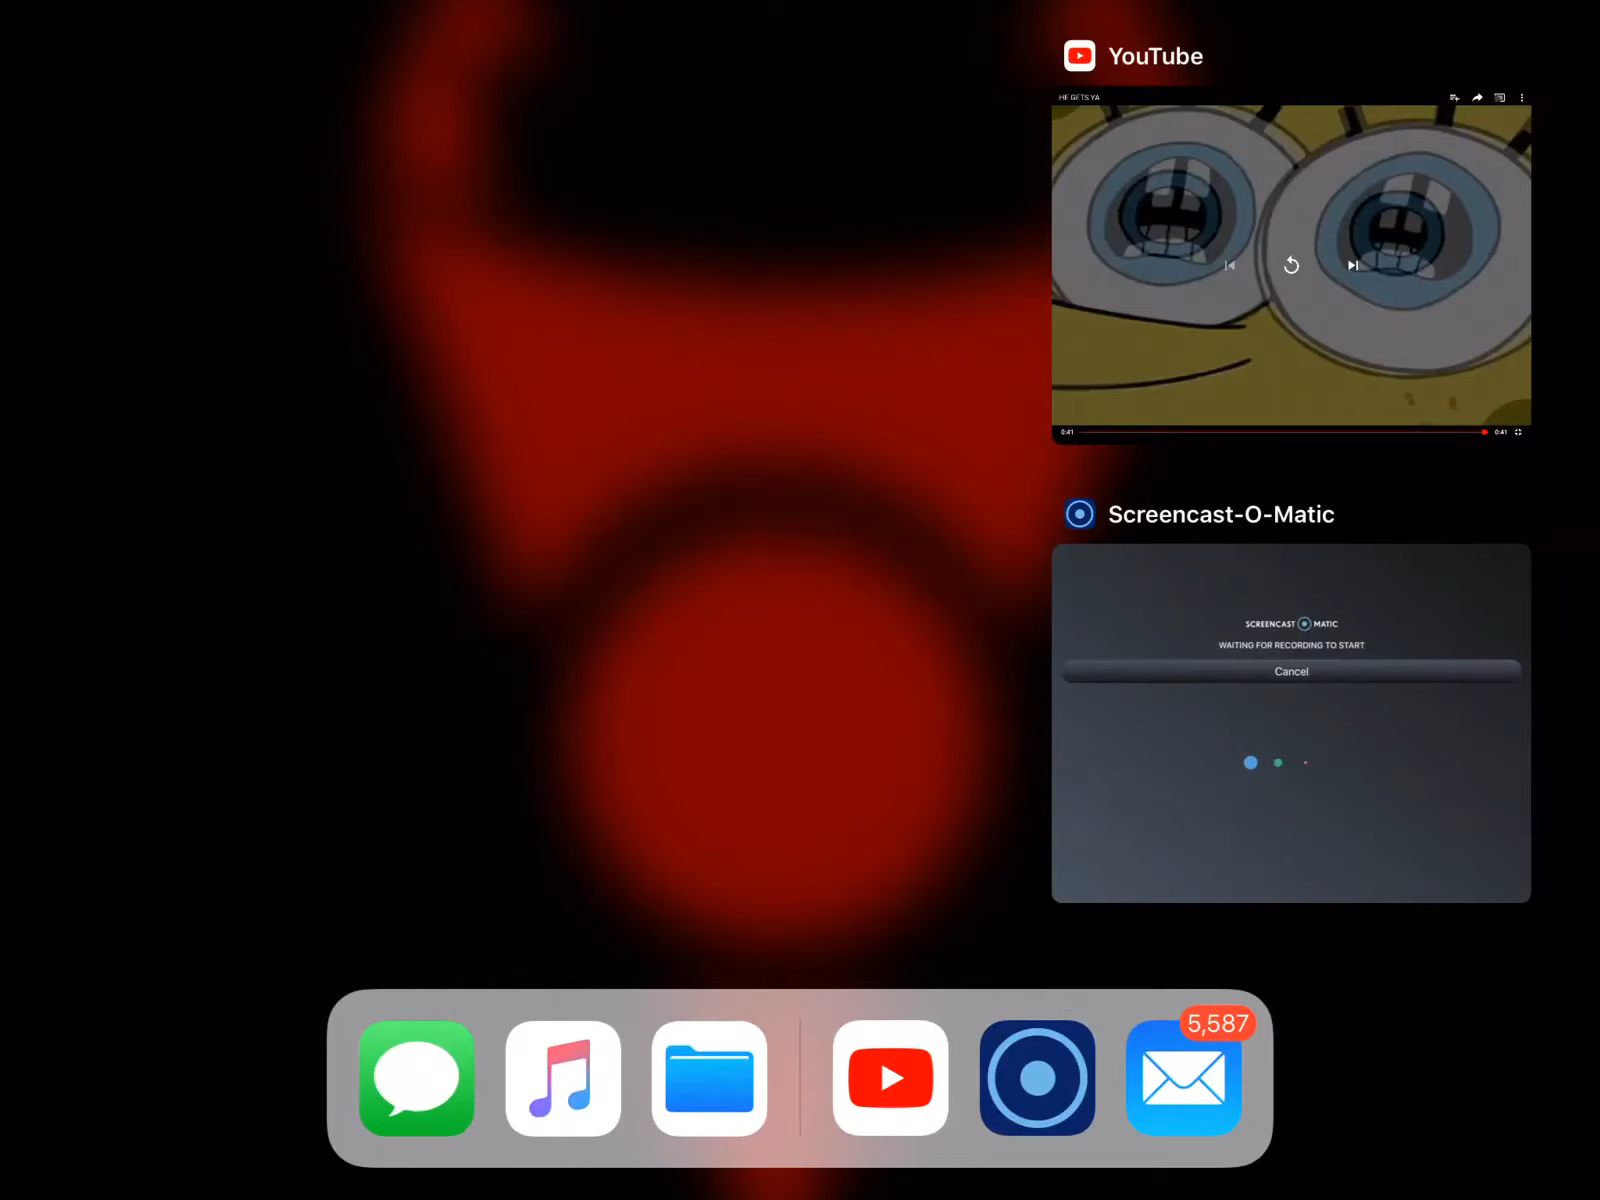 YouTube
HE GETS YA
0:41
0:41
Screencast-O-Matic
SCREENCAST MATIC
WAITING FOR RECORDING TO START
Cancel
5,587